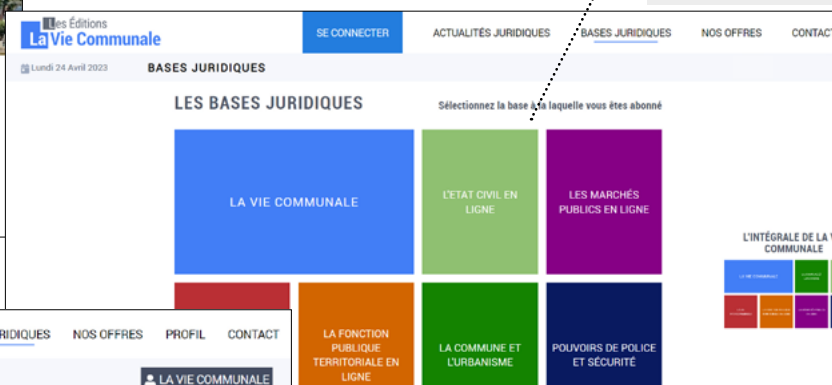 Les Éditions
La Vie Communale
SE CONNECTER
ACTUALITÉS JURIDIQUES
BASES JURIDIQUES
NOS OFFRES
CONTACT
Lundi 24 Avril 2023
BASES JURIDIQUES
LES BASES JURIDIQUES
Sélectionnez la base à la laquelle vous êtes abonné
LA VIE COMMUNALE
L'ETAT CIVIL EN
LIGNE
LES MARCHÉS
PUBLICS EN LIGNE
L'INTÉGRALE DE LA V
COMMUNALE
LA FONCTION
PUBLIQUE
TERRITORIALE EN
LIGNE
LA COMMUNE ET
L'URBANISME
POUVOIRS DE POLICE
ET SÉCURITÉ
RIDIQUES
NOS OFFRES
PROFIL
CONTACT
LA VIE COMMUNALE